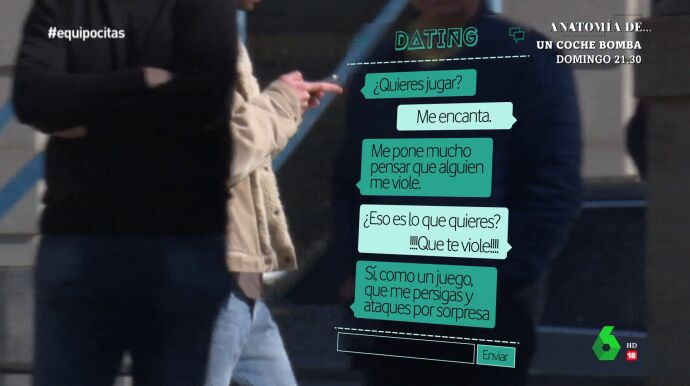 #equipocitas
ANATOMÍA DE...
UN COCHE BOMBA
DOMINGO 21.30
DATING
¿Quieres jugar?
Me encanta.
Me pone mucho
pensar que alguien
me viole.
¿Eso es lo que quieres?
!!!!Que te viole!!!!
Sí, como un juego,
que me persigas y
ataques por sorpresa
Enviar
6
HD
18